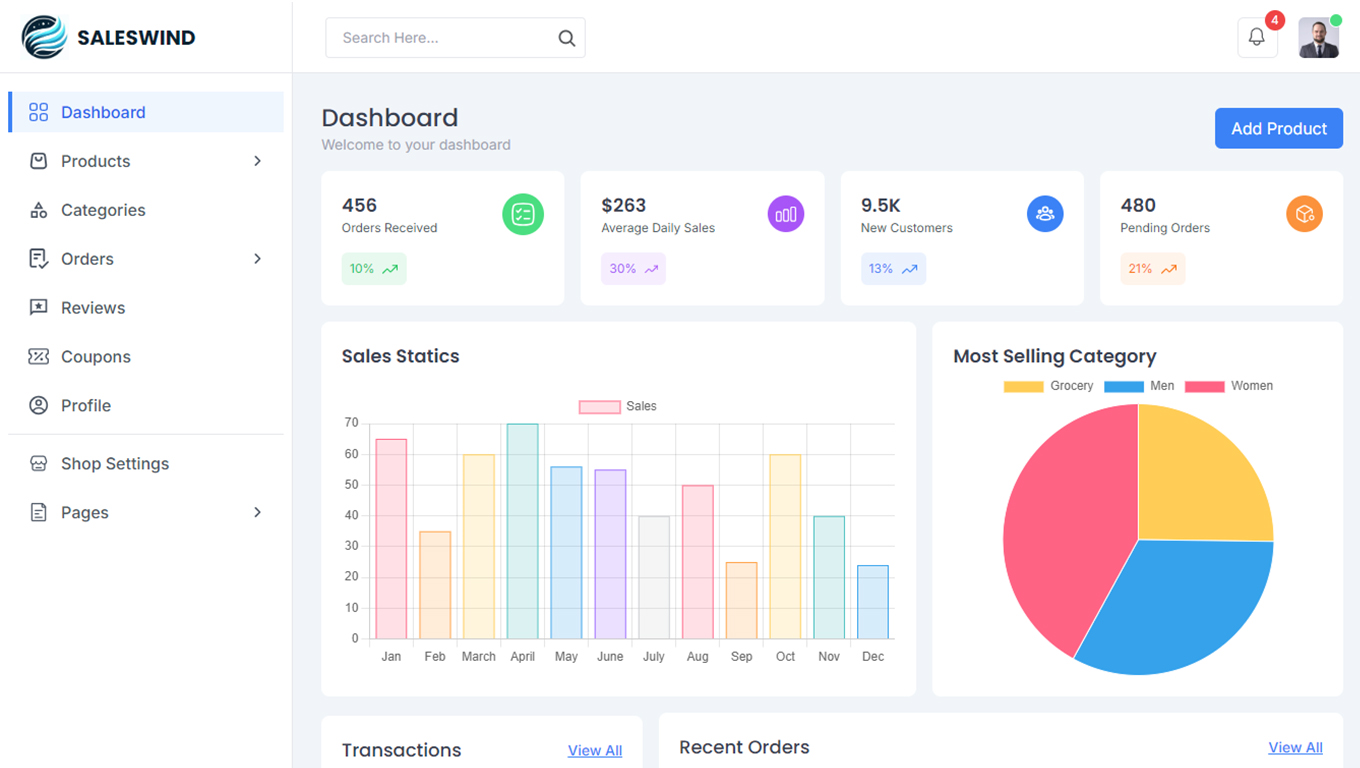 SALESWIND
Search Here...
4
Dashboard
Products
Categories
Orders
Reviews
Coupons
Profile
Shop Settings
Pages
Dashboard
Welcome to your dashboard
Add Product
456
Orders Received
10%
$263
Average Daily Sales
30%
9.5K
New Customers
13%
480
Pending Orders
21%
Sales Statics
Sales
70
60
50
40
30
20
10
0
Jan Feb March April May June July Aug Sep Oct Nov Dec
Most Selling Category
Grocery Men Women
Transactions
View All
Recent Orders
View All